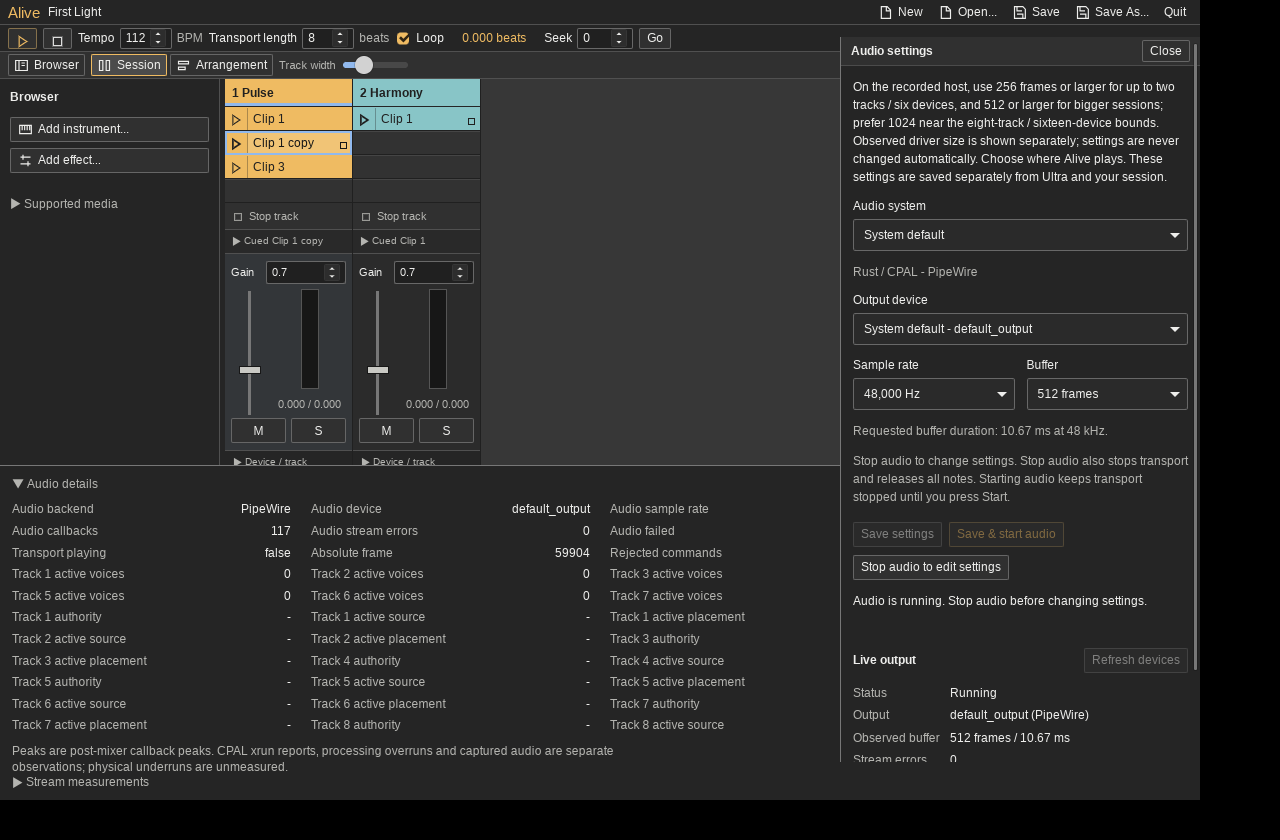 Alive First Light New Open... Save Save As... Quit
Tempo 112 BPM Transport length 8 beats Loop 0.000 beats Seek 0 Go
Browser Session Arrangement Track width
Browser
Add instrument...
Add effect...
Supported media
1 Pulse 2 Harmony
Clip 1 Clip 1
Clip 1 copy
Clip 3
Stop track Stop track
Cued Clip 1 copy Cued Clip 1
Gain 0.7 Gain 0.7
0.000 / 0.000 0.000 / 0.000
M S M S
Device / track Device / track
Audio details
Audio backend PipeWire Audio device default_output Audio sample rate
Audio callbacks 117 Audio stream errors 0 Audio failed
Transport playing false Absolute frame 59904 Rejected commands
Track 1 active voices 0 Track 2 active voices 0 Track 3 active voices
Track 5 active voices 0 Track 6 active voices 0 Track 7 active voices
Track 1 authority - Track 1 active source - Track 1 active placement
Track 2 active source - Track 2 active placement - Track 3 authority
Track 3 active placement - Track 4 authority - Track 4 active source
Track 5 authority - Track 5 active source - Track 5 active placement
Track 6 active source - Track 6 active placement - Track 7 authority
Track 7 active placement - Track 8 authority - Track 8 active source
Peaks are post-mixer callback peaks. CPAL xrun reports, processing overruns and captured audio are separate
observations; physical underruns are unmeasured.
Stream measurements
Audio settings Close
On the recorded host, use 256 frames or larger for up to two
tracks / six devices, and 512 or larger for bigger sessions;
prefer 1024 near the eight-track / sixteen-device bounds.
Observed driver size is shown separately; settings are never
changed automatically. Choose where Alive plays. These
settings are saved separately from Ultra and your session.
Audio system
System default
Rust / CPAL - PipeWire
Output device
System default - default_output
Sample rate Buffer
48,000 Hz 512 frames
Requested buffer duration: 10.67 ms at 48 kHz.
Stop audio to change settings. Stop audio also stops transport
and releases all notes. Starting audio keeps transport
stopped until you press Start.
Save settings Save & start audio
Stop audio to edit settings
Audio is running. Stop audio before changing settings.
Live output Refresh devices
Status Running
Output default_output (PipeWire)
Observed buffer 512 frames / 10.67 ms
Stream errors 0